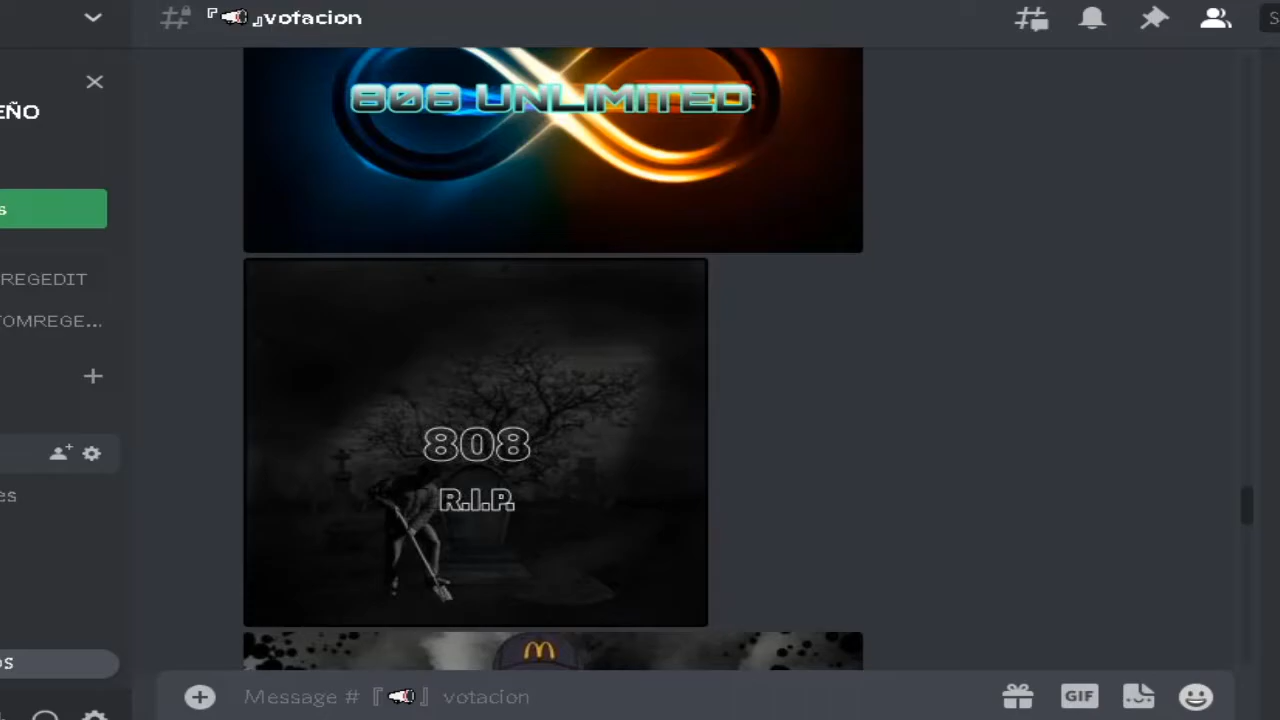 『📢』votacion
EÑO
808 UNLIMITED
s
REGEDIT
TOMREGE...
808
R.I.P.
es
os
Message # 『📢』 votacion
GIF